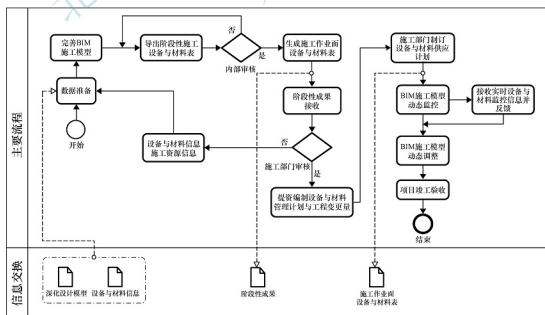 主要流程
完善BIM
施工模型
导出阶段性施工
设备与材料表
否
是
内部审核
生成施工作业面
设备与材料表
施工部门制订
设备与材料供应
计划
数据准备
开始
阶段性成果
接收
BIM施工模型
动态监控
接收实时设备与
材料监控信息并
反馈
设备与材料信息
施工资源信息
否
施工部门审核
是
BIM施工模型
动态调整
提资编制设备与材料
管理计划与工程变更量
项目竣工验收
结束
信息交换
深化设计模型
设备与材料信息
阶段性成果
施工作业面
设备与材料表